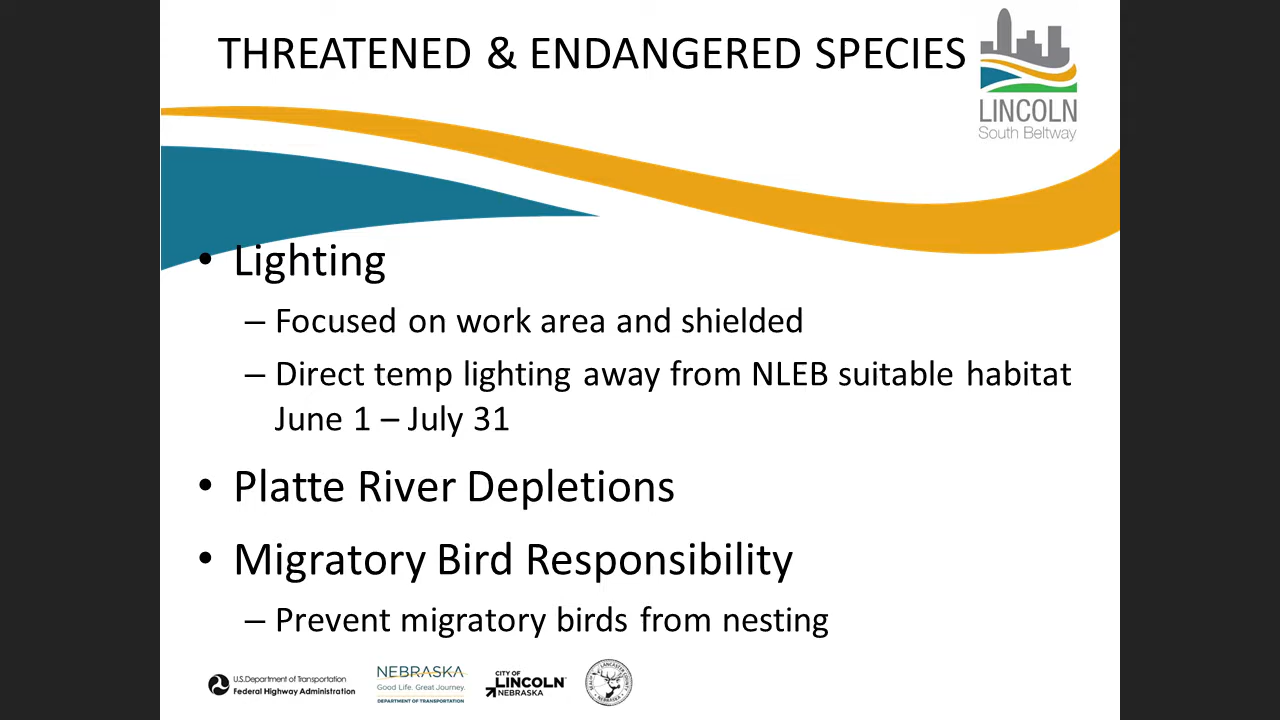 THREATENED & ENDANGERED SPECIES
LINCOLN
South Beltway
• Lighting
– Focused on work area and shielded
– Direct temp lighting away from NLEB suitable habitat
June 1 – July 31
• Platte River Depletions
• Migratory Bird Responsibility
– Prevent migratory birds from nesting
U.S.Department of Transportation
Federal Highway Administration
NEBRASKA
Good Life. Great Journey.
DEPARTMENT OF TRANSPORTATION
CITY OF
LINCOLN
NEBRASKA